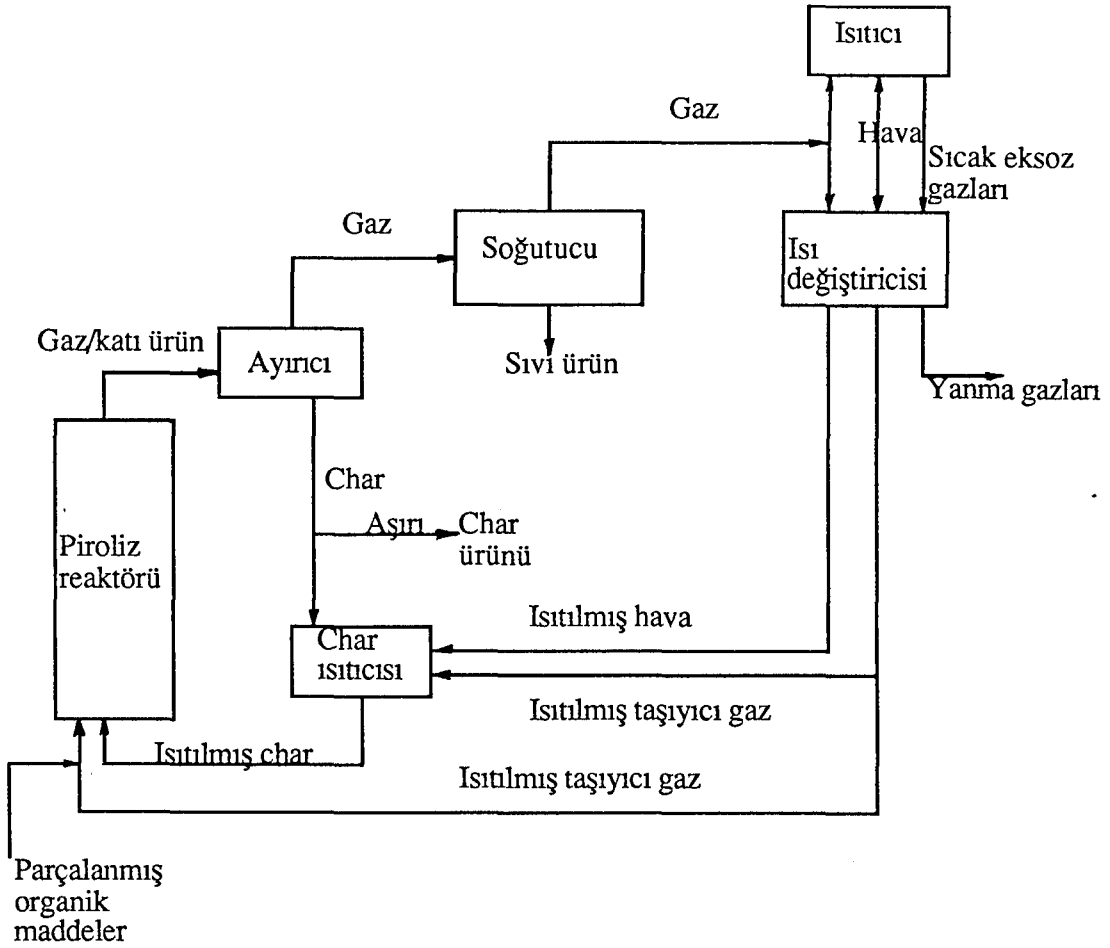 Isıtıcı
Gaz
Hava
Sıcak eksoz
gazları
Gaz
Soğutucu
Isı
değiştiricisi
Gaz/katı ürün
Ayırıcı
Sıvı ürün
Yanma gazları
Char
Piroliz
reaktörü
Aşırı
Char
ürünü
Isıtılmış hava
Char
ısıtıcısı
Isıtılmış taşıyıcı gaz
Isıtılmış char
Isıtılmış taşıyıcı gaz
Parçalanmış
organik
maddeler